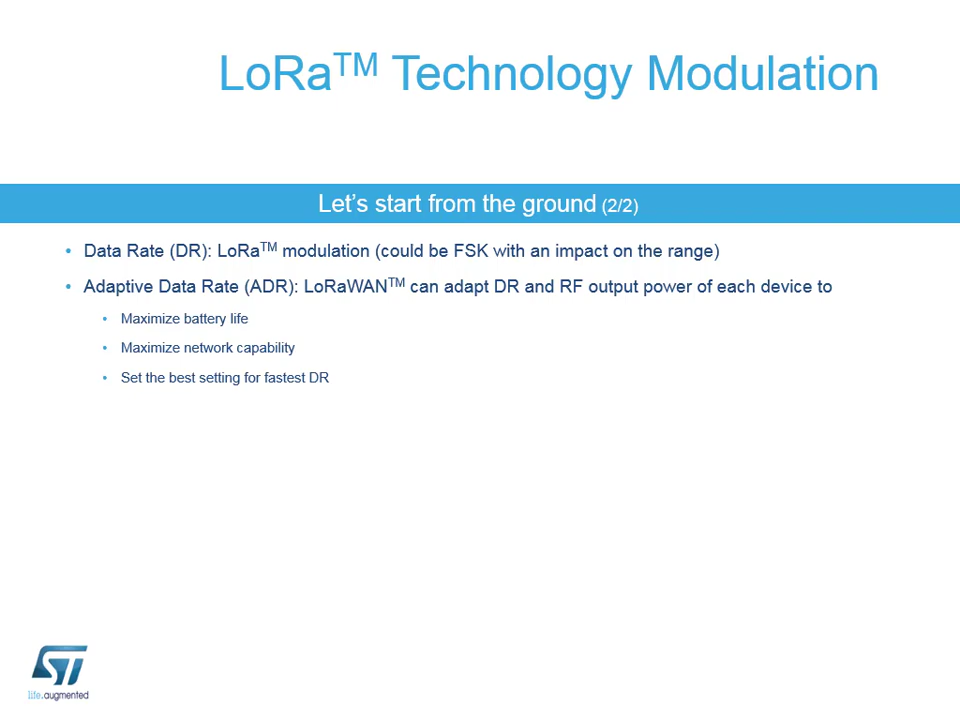 LoRaTM Technology Modulation
Let's start from the ground (2/2)
• Data Rate (DR): LoRaTM modulation (could be FSK with an impact on the range)
• Adaptive Data Rate (ADR): LoRaWANTM can adapt DR and RF output power of each device to
• Maximize battery life
• Maximize network capability
• Set the best setting for fastest DR
ST
life.augmented